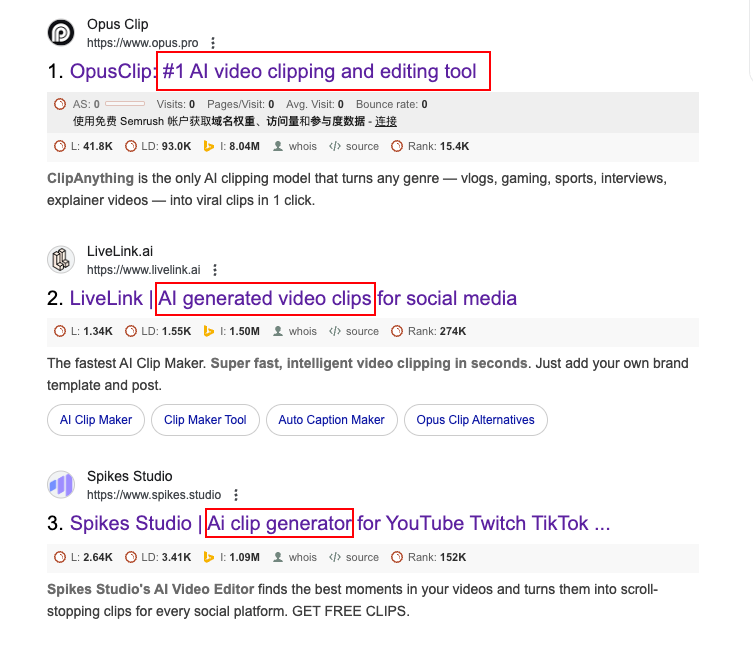 Opus Clip
https://www.opus.pro
1. OpusClip: #1 AI video clipping and editing tool
AS: 0 Visits: 0 Pages/Visit: 0 Avg. Visit: 0 Bounce rate: 0
使用免费 Semrush 帐户获取域名权重、访问量和参与度数据 - 连接
L: 41.8K LD: 93.0K I: 8.04M whois source Rank: 15.4K
ClipAnything is the only AI clipping model that turns any genre — vlogs, gaming, sports, interviews,
explainer videos — into viral clips in 1 click.
LiveLink.ai
https://www.livelink.ai
2. LiveLink | AI generated video clips for social media
L: 1.34K LD: 1.55K I: 1.50M whois source Rank: 274K
The fastest AI Clip Maker. Super fast, intelligent video clipping in seconds. Just add your own brand
template and post.
AI Clip Maker Clip Maker Tool Auto Caption Maker Opus Clip Alternatives
Spikes Studio
https://www.spikes.studio
3. Spikes Studio | Ai clip generator for YouTube Twitch TikTok ...
L: 2.64K LD: 3.41K I: 1.09M whois source Rank: 152K
Spikes Studio's AI Video Editor finds the best moments in your videos and turns them into scroll-
stopping clips for every social platform. GET FREE CLIPS.